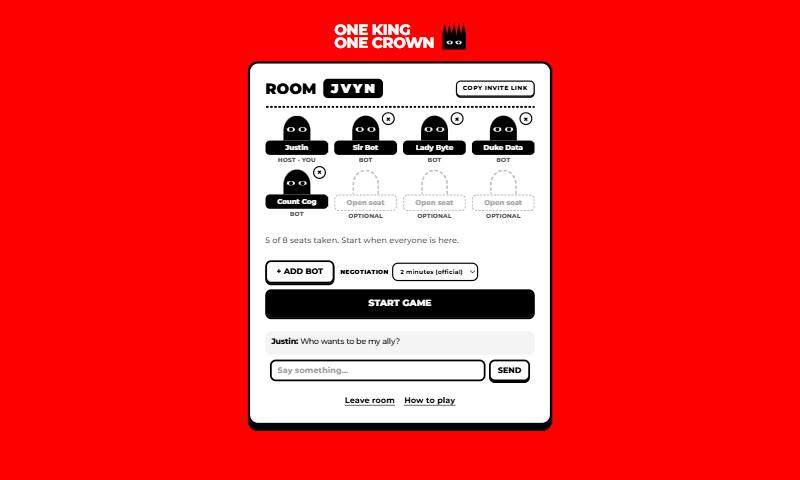 ONE KING
ONE CROWN
ROOM JVYN COPY INVITE LINK
Justin Sir Bot Lady Byte Duke Data
HOST - YOU BOT BOT BOT
Count Cog Open seat Open seat Open seat
BOT OPTIONAL OPTIONAL OPTIONAL
5 of 8 seats taken. Start when everyone is here.
+ ADD BOT NEGOTIATION 2 minutes (official)
START GAME
Justin: Who wants to be my ally?
Say something... SEND
Leave room How to play